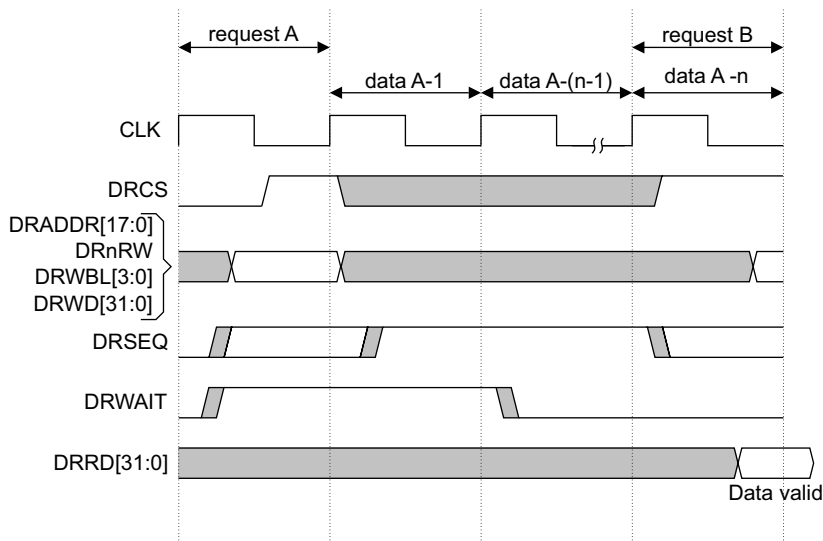 request A
request B
data A-1
data A-(n-1)
data A -n
CLK
DRCS
DRADDR[17:0]
DRnRW
DRWBL[3:0]
DRWD[31:0]
DRSEQ
DRWAIT
DRRD[31:0]
Data valid